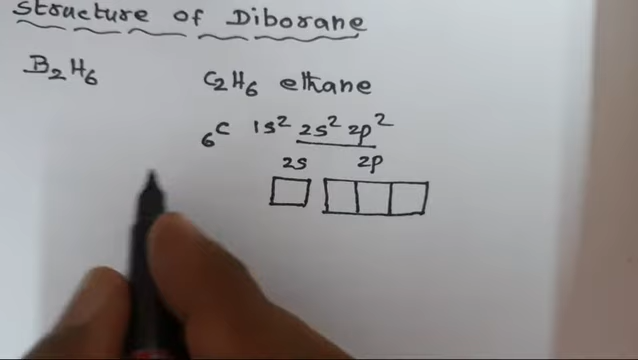 Structure of Diborane
B₂H₆ C₂H₆ ethane
₆C 1s² 2s² 2p²
2s 2p